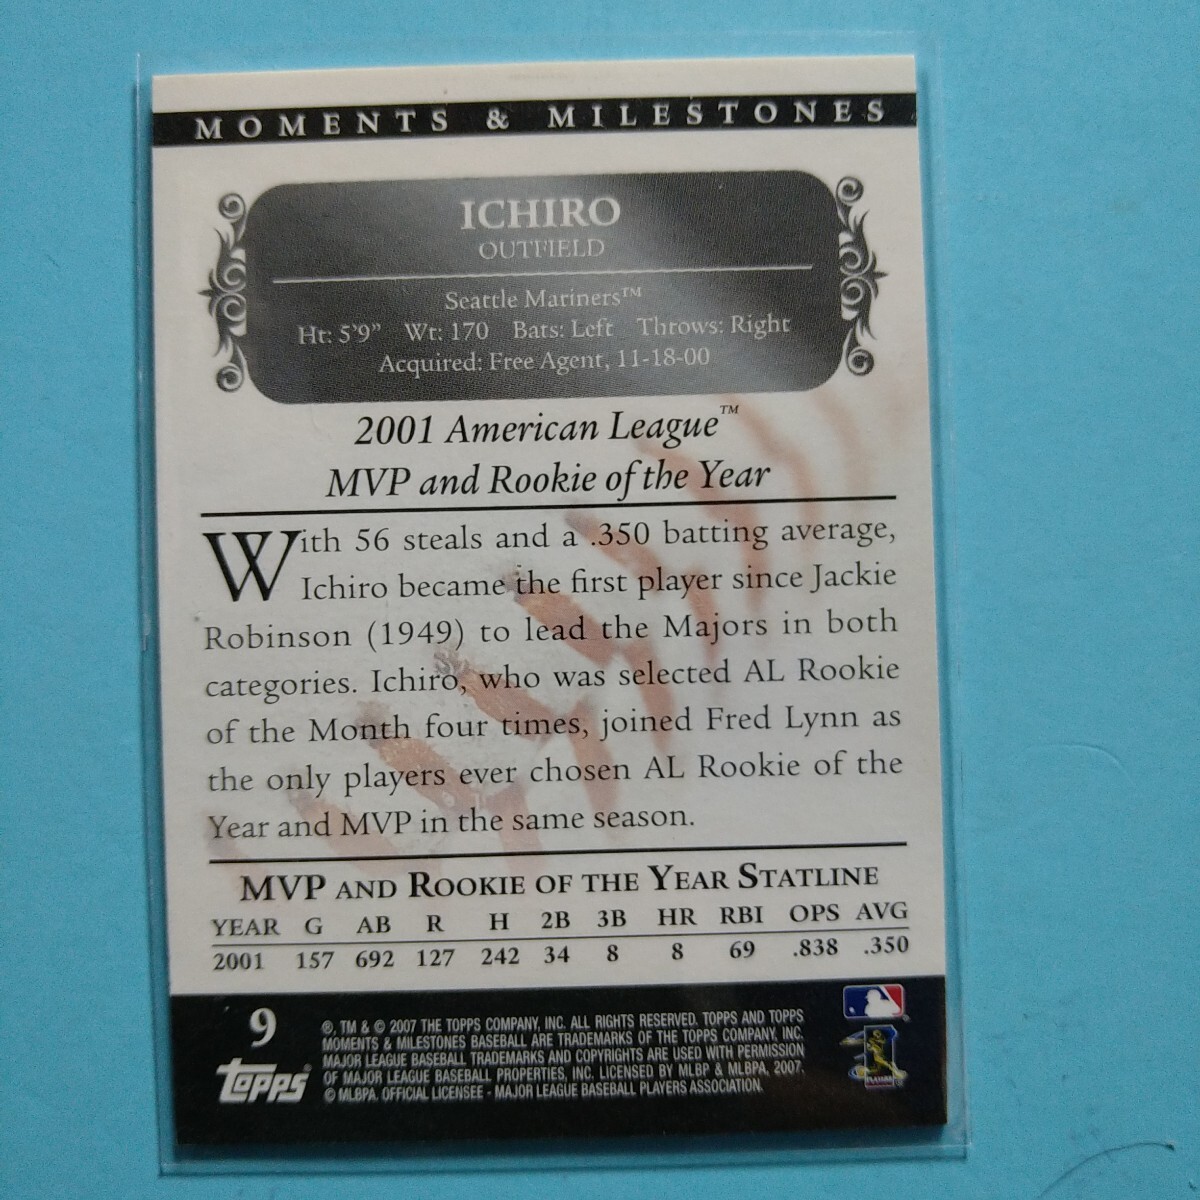 MOMENTS & MILESTONES
ICHIRO
OUTFIELD
Seattle Mariners™
Ht: 5'9" Wt: 170 Bats: Left Throws: Right
Acquired: Free Agent, 11-18-00
2001 American League™
MVP and Rookie of the Year
With 56 steals and a .350 batting average,
Ichiro became the first player since Jackie
Robinson (1949) to lead the Majors in both
categories. Ichiro, who was selected AL Rookie
of the Month four times, joined Fred Lynn as
the only players ever chosen AL Rookie of the
Year and MVP in the same season.
MVP AND ROOKIE OF THE YEAR STATLINE
YEAR G AB R H 2B 3B HR RBI OPS AVG
2001 157 692 127 242 34 8 8 69 .838 .350
9
topps
®, TM & © 2007 THE TOPPS COMPANY, INC. ALL RIGHTS RESERVED. TOPPS AND TOPPS
MOMENTS & MILESTONES BASEBALL ARE TRADEMARKS OF THE TOPPS COMPANY, INC.
MAJOR LEAGUE BASEBALL TRADEMARKS AND COPYRIGHTS ARE USED WITH PERMISSION
OF MAJOR LEAGUE BASEBALL PROPERTIES, INC. LICENSED BY MLBP & MLBPA, 2007.
© MLBPA. OFFICIAL LICENSEE - MAJOR LEAGUE BASEBALL PLAYERS ASSOCIATION.
PLAYERS